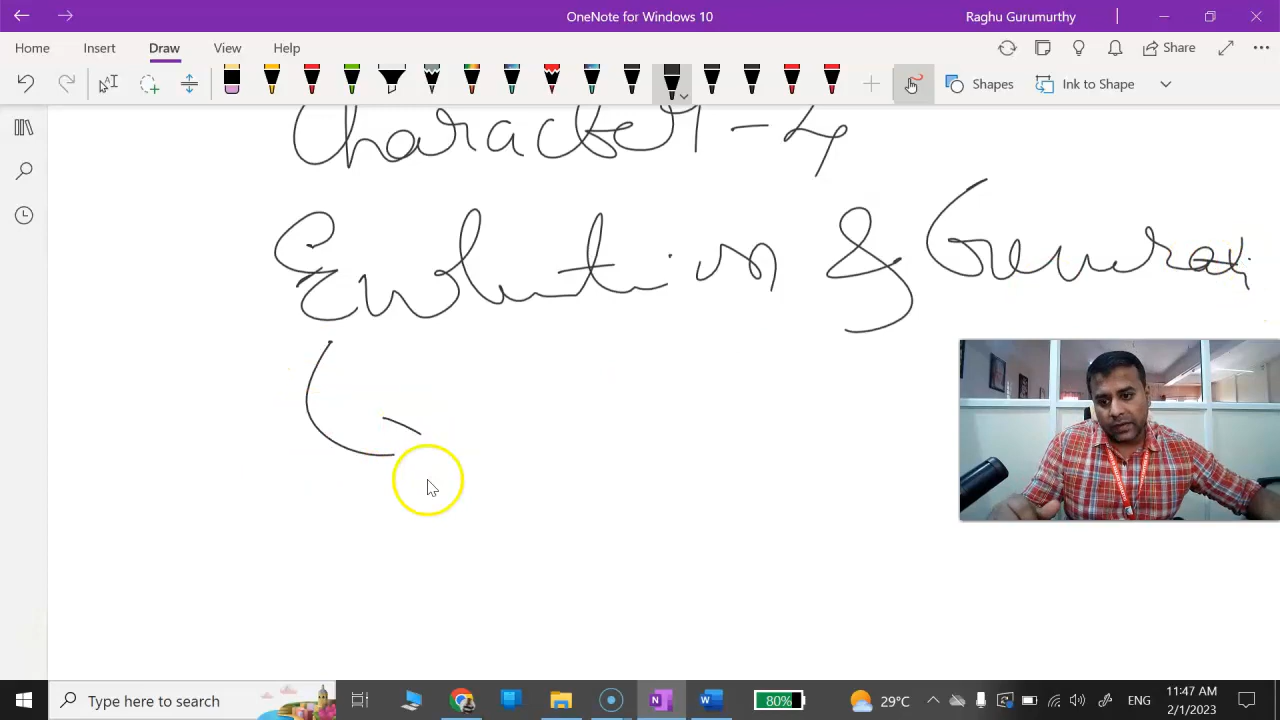 OneNote for Windows 10
Raghu Gurumurthy
Home Insert Draw View Help
Share
Shapes
Ink to Shape
Character - 4
Evolution & Generati
Type here to search
80%
29°C
ENG
11:47 AM
2/1/2023